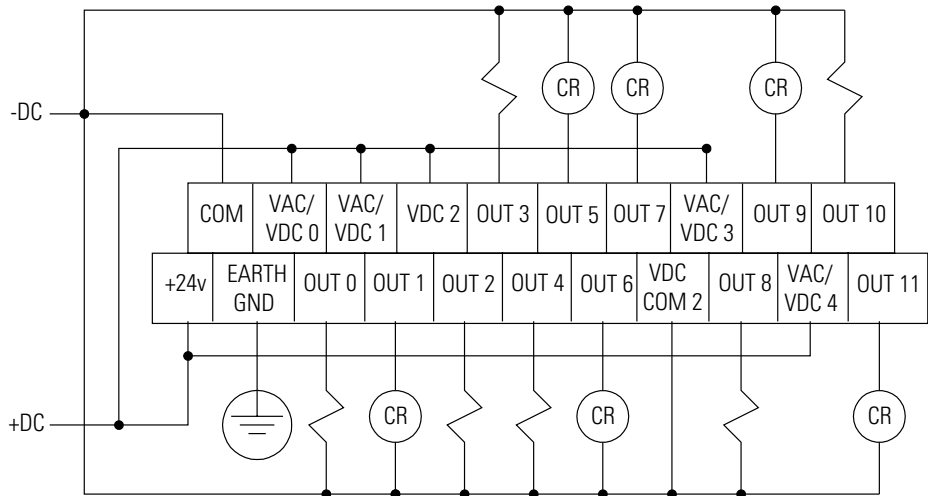 CR CR CR
-DC
COM VAC/ VDC 0 VAC/ VDC 1 VDC 2 OUT 3 OUT 5 OUT 7 VAC/ VDC 3 OUT 9 OUT 10
+24v EARTH GND OUT 0 OUT 1 OUT 2 OUT 4 OUT 6 VDC COM 2 OUT 8 VAC/ VDC 4 OUT 11
CR CR CR
+DC